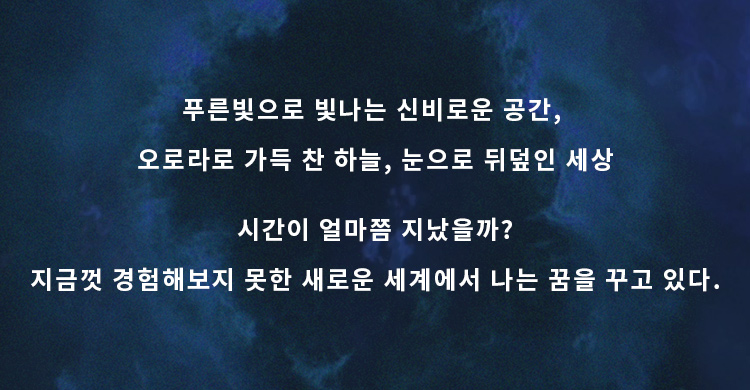 푸른빛으로 빛나는 신비로운 공간,
오로라로 가득 찬 하늘, 눈으로 뒤덮인 세상
시간이 얼마쯤 지났을까?
지금껏 경험해보지 못한 새로운 세계에서 나는 꿈을 꾸고 있다.